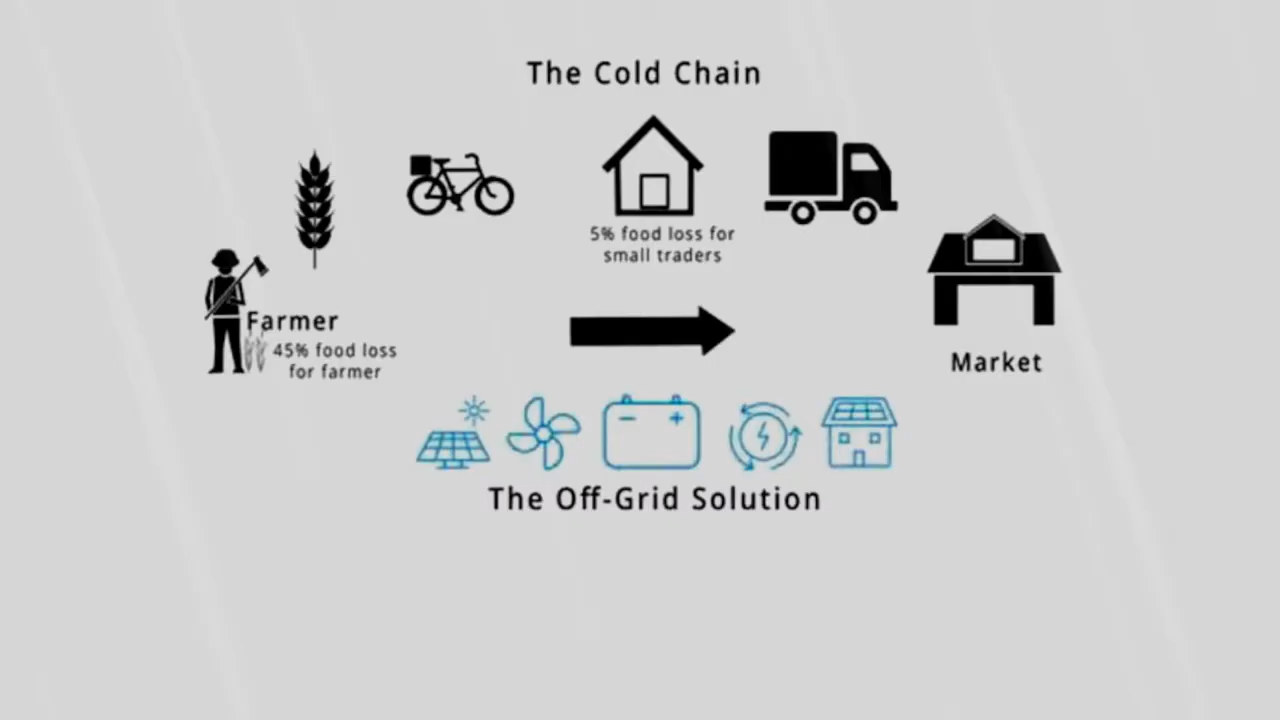 The Cold Chain
5% food loss for
small traders
Farmer
45% food loss
for farmer
Market
The Off-Grid Solution